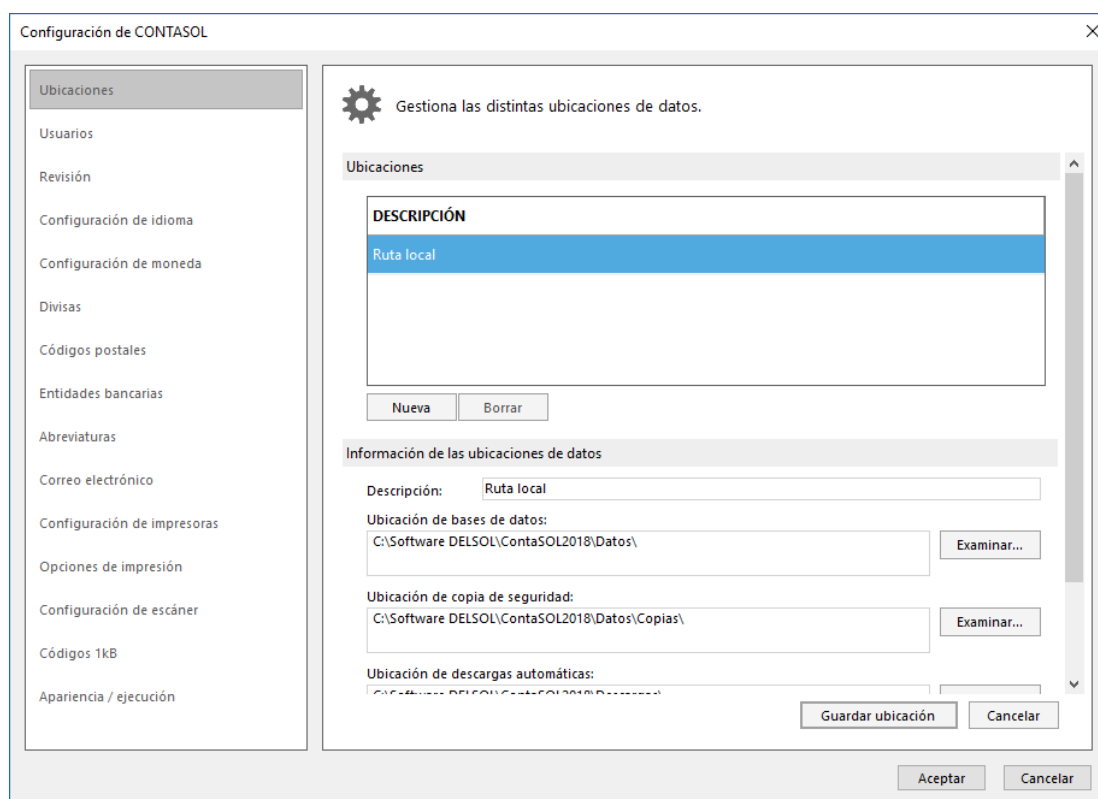 Configuración de CONTASOL
Ubicaciones
Usuarios
Revisión
Configuración de idioma
Configuración de moneda
Divisas
Códigos postales
Entidades bancarias
Abreviaturas
Correo electrónico
Configuración de impresoras
Opciones de impresión
Configuración de escáner
Códigos 1kB
Apariencia / ejecución
Gestiona las distintas ubicaciones de datos.
Ubicaciones
DESCRIPCIÓN
Ruta local
Nueva Borrar
Información de las ubicaciones de datos
Descripción: Ruta local
Ubicación de bases de datos:
C:\Software DELSOL\ContaSOL2018\Datos\ Examinar...
Ubicación de copia de seguridad:
C:\Software DELSOL\ContaSOL2018\Datos\Copias\ Examinar...
Ubicación de descargas automáticas:
C:\Software DELSOL\ContaSOL2018\Descargas\
Guardar ubicación Cancelar
Aceptar Cancelar